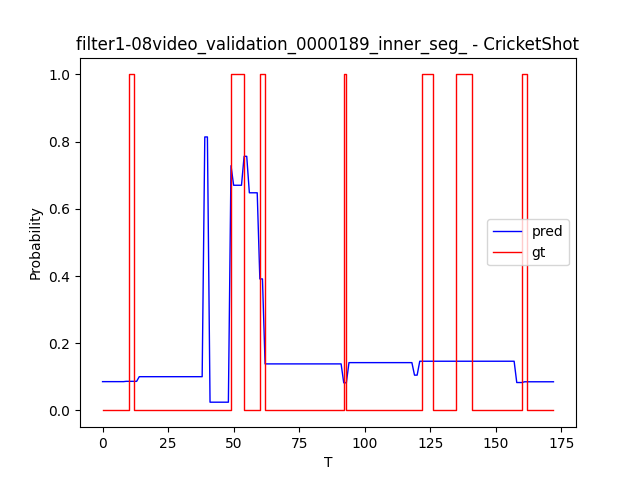 filter1-08video_validation_0000189_inner_seg_ - CricketShot
1.0
0.8
0.6
0.4
0.2
0.0
Probability
pred
gt
0
25
50
75
100
125
150
175
T